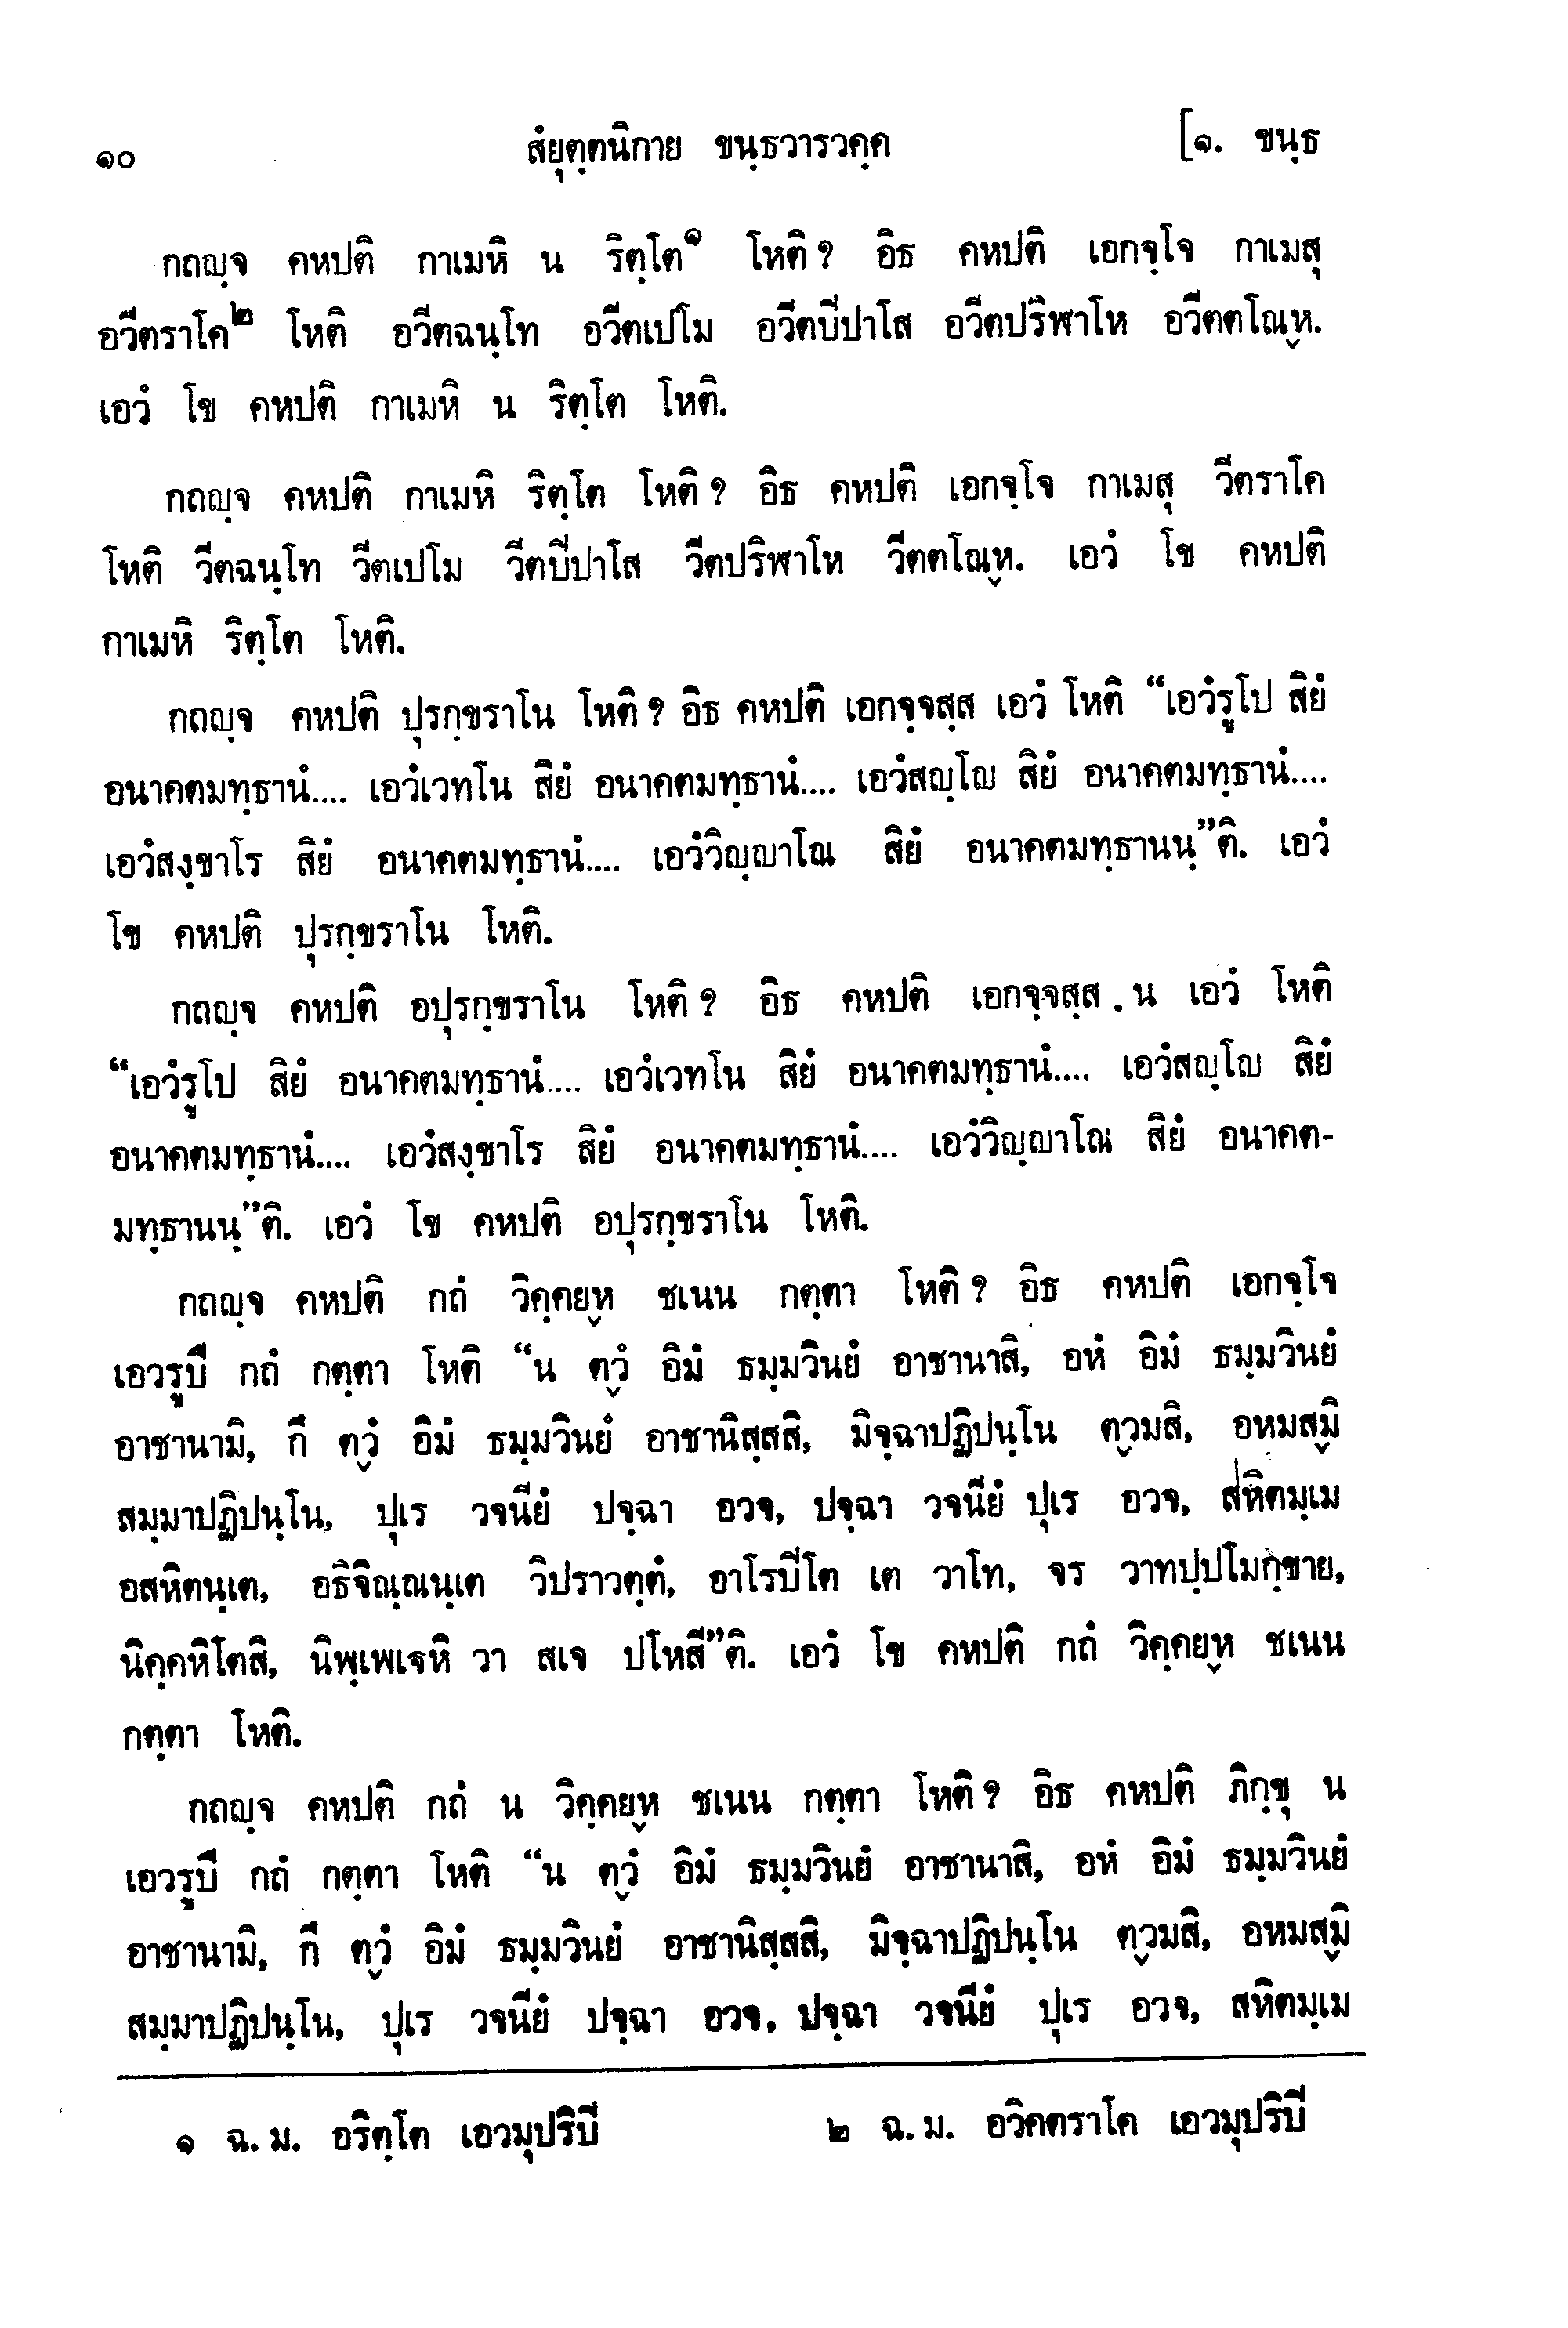 ๑๐ สํยุตฺตนิกาย ขนฺธวารวคฺค [๑. ขนฺธ
กถญฺจ คหปติ กาเมหิ น ริตฺโต๑ โหติ? อิธ คหปติ เอกจฺโจ กาเมสุ
อวีตราโค๒ โหติ อวีตฉนฺโท อวีตเปโม อวีตปีปาโส อวีตปริฬาโห อวีตตโณฺห.
เอวํ โข คหปติ กาเมหิ น ริตฺโต โหติ.
กถญฺจ คหปติ กาเมหิ ริตฺโต โหติ? อิธ คหปติ เอกจฺโจ กาเมสุ วีตราโค
โหติ วีตฉนฺโท วีตเปโม วีตปีปาโส วีตปริฬาโห วีตตโณฺห. เอวํ โข คหปติ
กาเมหิ ริตฺโต โหติ.
กถญฺจ คหปติ ปุรกฺขราโน โหติ? อิธ คหปติ เอกจฺจสฺส เอวํ โหติ “เอวํรูโป สิยํ
อนาคตมทฺธานํ.... เอวํเวทโน สิยํ อนาคตมทฺธานํ.... เอวํสญฺโญ สิยํ อนาคตมทฺธานํ....
เอวํสงฺขาโร สิยํ อนาคตมทฺธานํ.... เอวํวิญฺญาโณ สิยํ อนาคตมทฺธานนฺ”ติ. เอวํ
โข คหปติ ปุรกฺขราโน โหติ.
กถญฺจ คหปติ อปุรกฺขราโน โหติ? อิธ คหปติ เอกจฺจสฺส . น เอวํ โหติ
“เอวํรูโป สิยํ อนาคตมทฺธานํ.... เอวํเวทโน สิยํ อนาคตมทฺธานํ.... เอวํสญฺโญ สิยํ
อนาคตมทฺธานํ.... เอวํสงฺขาโร สิยํ อนาคตมทฺธานํ.... เอวํวิญฺญาโณ สิยํ อนาคต-
มทฺธานนฺ”ติ. เอวํ โข คหปติ อปุรกฺขราโน โหติ.
กถญฺจ คหปติ กถํ วิคฺคยฺห ชเนน กตฺตา โหติ? อิธ คหปติ เอกจฺโจ
เอวรูปึ กถํ กตฺตา โหติ “น ตฺวํ อิมํ ธมฺมวินยํ อาชานาสิ, อหํ อิมํ ธมฺมวินยํ
อาชานามิ, กึ ตฺวํ อิมํ ธมฺมวินยํ อาชานิสฺสสิ, มิจฺฉาปฏิปนฺโน ตฺวมสิ, อหมสฺมิ
สมฺมาปฏิปนฺโน, ปุเร วจนียํ ปจฺฉา อวจ, ปจฺฉา วจนียํ ปุเร อวจ, สหิตมฺเม
อสหิตนฺเต, อธิจิณฺณนฺเต วิปราวตฺตํ, อาโรปิโต เต วาโท, จร วาทปฺปโมกฺขาย,
นิคฺคหิโตสิ, นิพฺเพเธหิ วา สเจ ปโหสี”ติ. เอวํ โข คหปติ กถํ วิคฺคยฺห ชเนน
กตฺตา โหติ.
กถญฺจ คหปติ กถํ น วิคฺคยฺห ชเนน กตฺตา โหติ? อิธ คหปติ ภิกฺขุ น
เอวรูปึ กถํ กตฺตา โหติ “น ตฺวํ อิมํ ธมฺมวินยํ อาชานาสิ, อหํ อิมํ ธมฺมวินยํ
อาชานามิ, กึ ตฺวํ อิมํ ธมฺมวินยํ อาชานิสฺสสิ, มิจฺฉาปฏิปนฺโน ตฺวมสิ, อหมสฺมิ
สมฺมาปฏิปนฺโน, ปุเร วจนียํ ปจฺฉา อวจ, ปจฺฉา วจนียํ ปุเร อวจ, สหิตมฺเม
๑ ฉ. ม. อริตฺโต เอวมุปริปี ๒ ฉ. ม. อวิคตราโค เอวมุปริปี